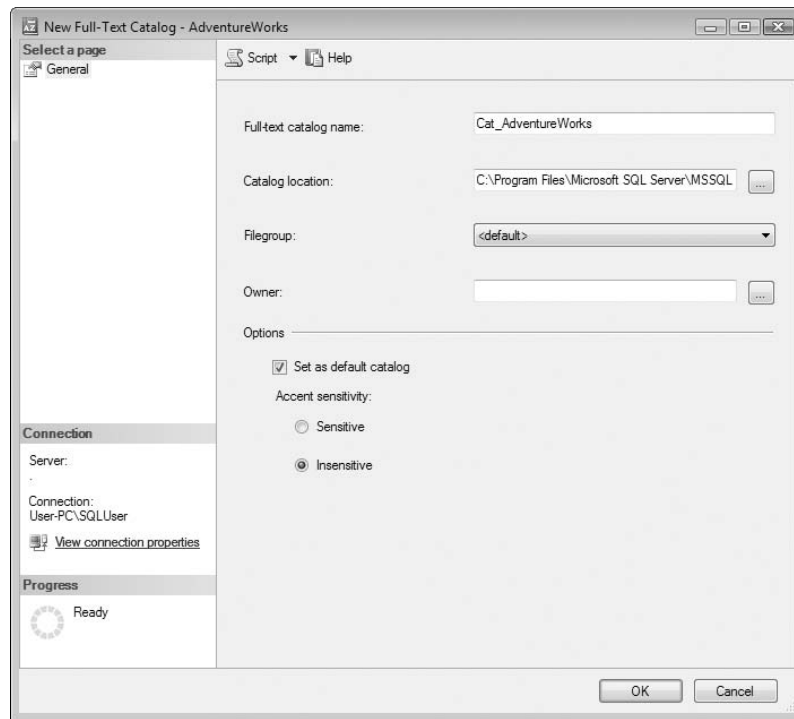 New Full-Text Catalog - AdventureWorks
Select a page
General
Script
Help
Full-text catalog name:
Cat_AdventureWorks
Catalog location:
C:\Program Files\Microsoft SQL Server\MSSQL
...
Filegroup:
<default>
Owner:
...
Options
Set as default catalog
Accent sensitivity:
Sensitive
Insensitive
Connection
Server:
.
Connection:
User-PC\SQLUser
View connection properties
Progress
Ready
OK
Cancel